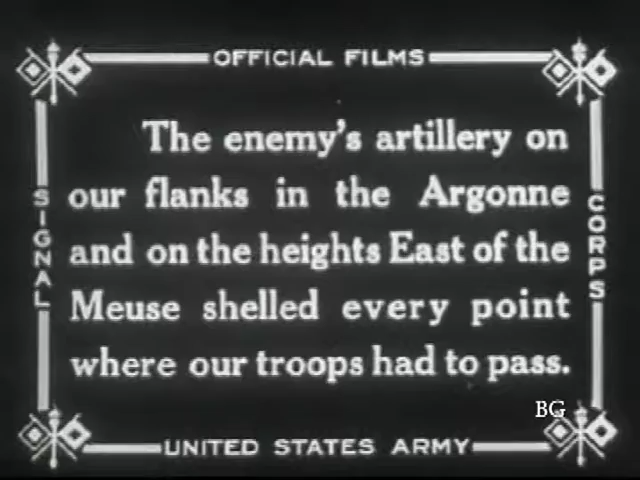 OFFICIAL FILMS
The enemy's artillery on
our flanks in the Argonne
and on the heights East of the
Meuse shelled every point
where our troops had to pass.
SIGNAL
CORPS
BG
UNITED STATES ARMY